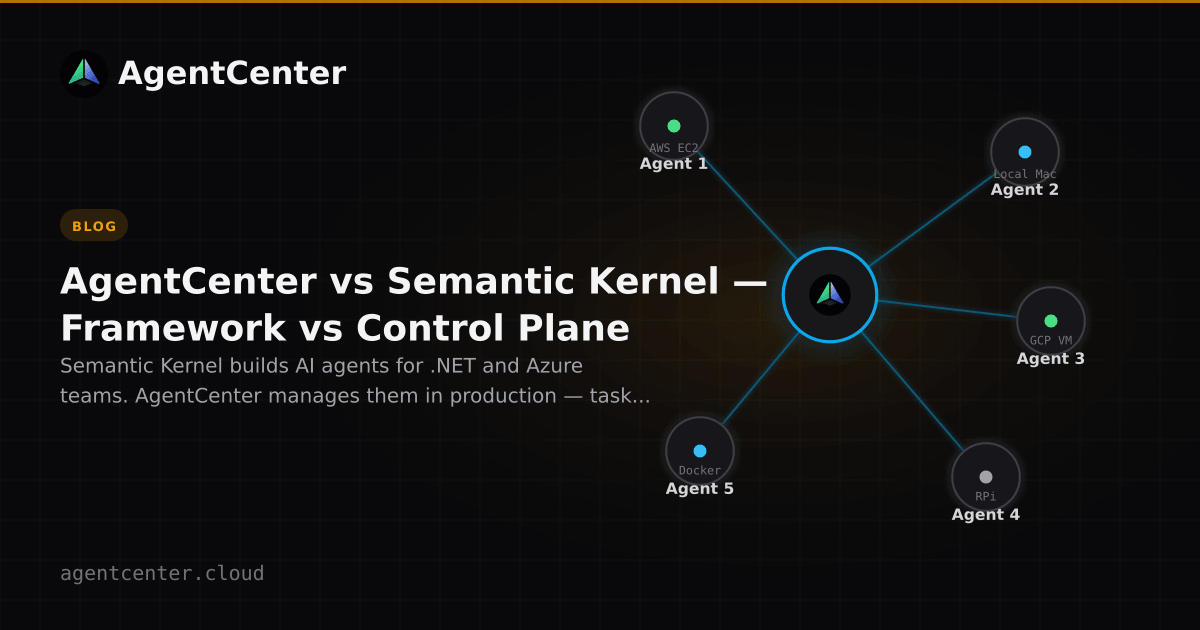 AgentCenter
BLOG
AgentCenter vs Semantic Kernel —
Framework vs Control Plane
Semantic Kernel builds AI agents for .NET and Azure
teams. AgentCenter manages them in production — task...
agentcenter.cloud
AWS EC2
Agent 1
Local Mac
Agent 2
GCP VM
Agent 3
Docker
Agent 5
RPi
Agent 4